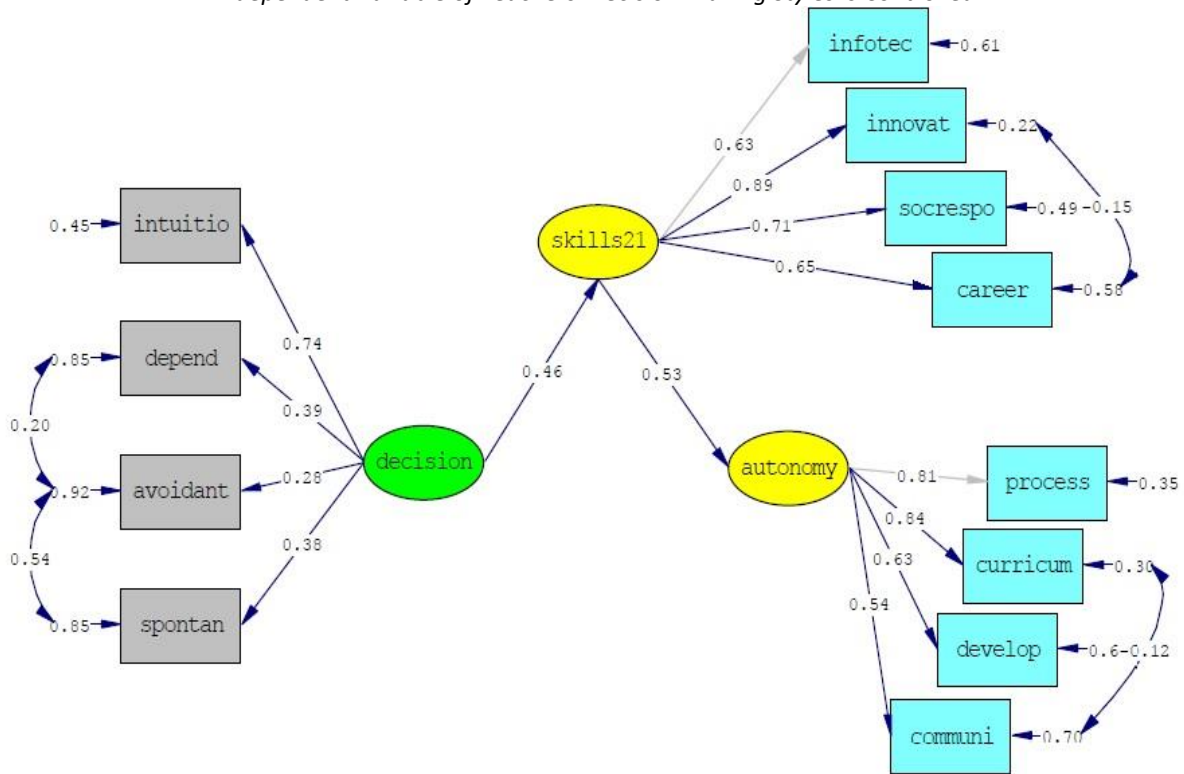 infotec
0.61
innovat
0.22
0.63
0.89
socrespo
0.49
-0.15
0.71
intuitio
0.45
skills21
0.65
career
0.58
depend
0.85
0.74
0.46
0.53
0.39
0.20
decision
autonomy
0.81
process
0.35
avoidant
0.92
0.28
0.84
0.38
0.63
curricum
0.30
0.54
0.54
spontan
0.85
develop
0.6
-0.12
communi
0.70